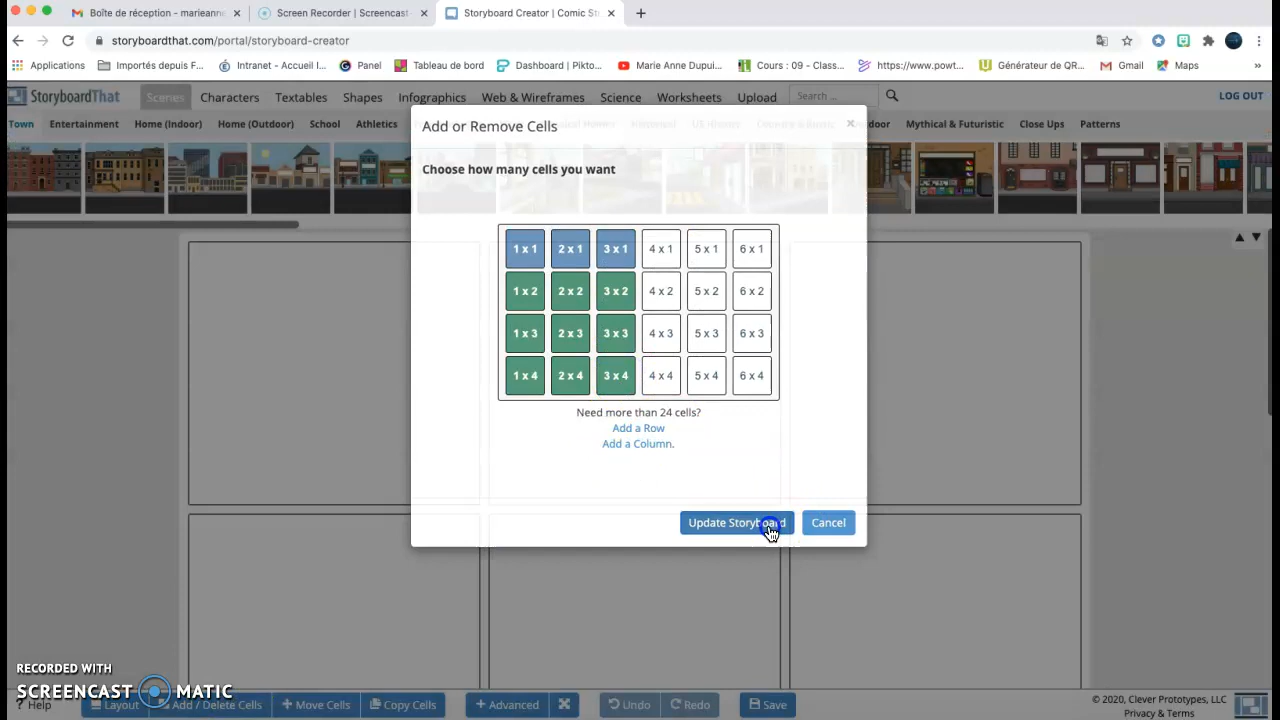 Boîte de réception - marieanne
Screen Recorder | Screencast-
Storyboard Creator | Comic St
storyboardthat.com/portal/storyboard-creator
Applications
Importés depuis F...
Intranet - Accueil I...
Panel
Tableau de bord
Dashboard | Pikto...
Marie Anne Dupui...
Cours : 09 - Class...
https://www.powt...
Générateur de QR...
Gmail
Maps
StoryboardThat
Scenes
Characters
Textables
Shapes
Infographics
Web & Wireframes
Science
Worksheets
Upload
Search ...
LOG OUT
Town
Entertainment
Home (Indoor)
Home (Outdoor)
School
Athletics
Mythical & Futuristic
Close Ups
Patterns
Add or Remove Cells
Choose how many cells you want
1 x 1 2 x 1 3 x 1 4 x 1 5 x 1 6 x 1
1 x 2 2 x 2 3 x 2 4 x 2 5 x 2 6 x 2
1 x 3 2 x 3 3 x 3 4 x 3 5 x 3 6 x 3
1 x 4 2 x 4 3 x 4 4 x 4 5 x 4 6 x 4
Need more than 24 cells?
Add a Row
Add a Column.
Update Storyboard
Cancel
RECORDED WITH
SCREENCAST MATIC
? Help
Layout
Add / Delete Cells
Move Cells
Copy Cells
+ Advanced
Undo
Redo
Save
© 2020, Clever Prototypes, LLC
Privacy & Terms